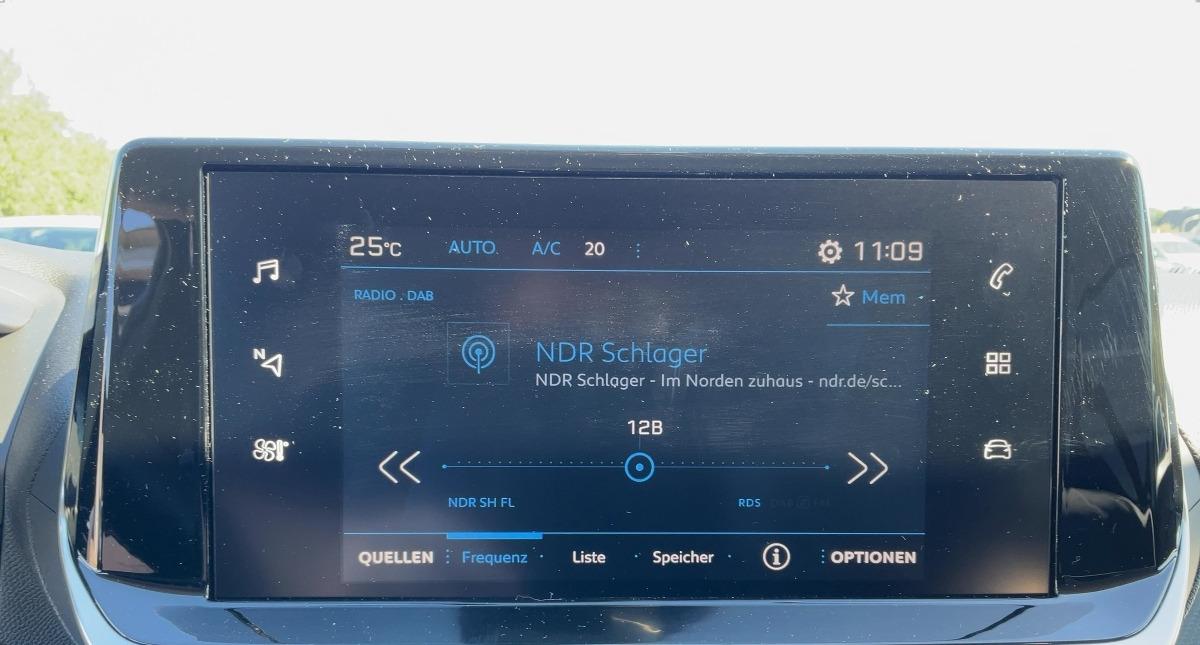 25°C AUTO A/C 20 11:09
RADIO . DAB Mem
NDR Schlager
N
NDR Schlager - Im Norden zuhaus - ndr.de/sc...
12B
NDR SH FL RDS
QUELLEN Frequenz Liste Speicher i OPTIONEN